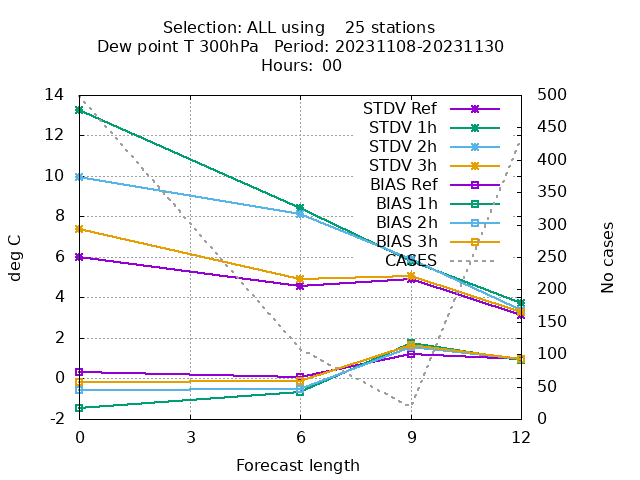 Selection: ALL using    25 stations
Dew point T 300hPa   Period: 20231108-20231130
Hours: 00
14
12
10
8
6
4
2
0
-2
deg C
500
450
400
350
300
250
200
150
100
50
0
No cases
STDV Ref
STDV 1h
STDV 2h
STDV 3h
BIAS Ref
BIAS 1h
BIAS 2h
BIAS 3h
CASES
0 3 6 9 12
Forecast length